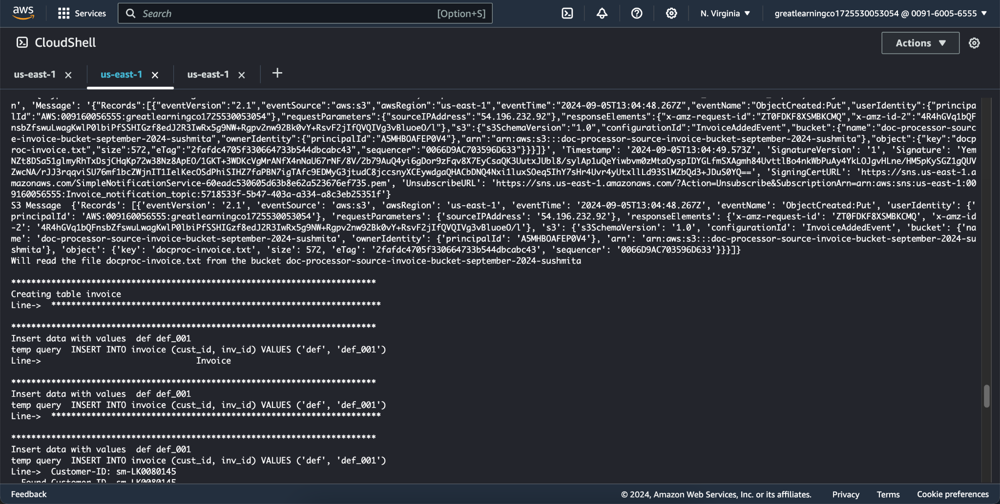 aws
Services
Search
[Option+S]
N. Virginia
greatlearningco1725530053054 @ 0091-6005-6555
CloudShell
Actions
us-east-1
us-east-1
us-east-1
n', 'Message': '{"Records":[{"eventVersion":"2.1","eventSource":"aws:s3","awsRegion":"us-east-1","eventTime":"2024-09-05T13:04:48.267Z","eventName":"ObjectCreated:Put","userIdentity":{"principa
lId":"AWS:009160056555:greatlearningco1725530053054"},"requestParameters":{"sourceIPAddress":"54.196.232.92"},"responseElements":{"x-amz-request-id":"ZT0FDKF8XSMBKCMQ","x-amz-id-2":"4R4hGVq1bQF
nsbZfswuLwagKwlP0lbiPfSSHIGzf8edJ2R3IwRx5g9NW+Rgpv2nw92Bk0vY+RsvF2jIfQVQIVg3vBluoeO/l"},"s3":{"s3SchemaVersion":"1.0","configurationId":"InvoiceAddedEvent","bucket":{"name":"doc-processor-sourc
e-invoice-bucket-september-2024-sushmita","ownerIdentity":{"principalId":"A5MHBOAFEP0V4"},"arn":"arn:aws:s3:::doc-processor-source-invoice-bucket-september-2024-sushmita"},"object":{"key":"docp
roc-invoice.txt","size":572,"eTag":"2fafdc4705f330664733b544dbcabc43","sequencer":"0066D9AC703596D633"}}}]}', 'Timestamp': '2024-09-05T13:04:49.573Z', 'SignatureVersion': '1', 'Signature': 'Yem
NZt8DSa51glmyRhTxDsjCHqKp72w38Nz8ApEO/1GKT+3WDKcVgMrANfX4nNaU67rNF/8V/2b79AuQ4yi6gDor9zFqv8X7EyCsaQK3UutxJUbl8/sylAp1uQeYiwbvm0zMtaOyspIDYGLfmSXAgmh84UvttlBo4nkWbPuAy4YkLOJgvHLne/HM5pKySGZ1gQUV
ZwcNA/rJJ3rqqviSU76mf1bcZWjnIT1IelKecOSdPhiSIHZ7faPBN7igTAfc9EDMyG3jtudC8jccsnyXCEywdgaQHACbDNQ4Nxi1luxSOeq5IhY7sHr4Uvr4yUtxllLd93SlMZbQd3+JDuS0YQ==', 'SigningCertURL': 'https://sns.us-east-1.a
mazonaws.com/SimpleNotificationService-60eadc530605d63b8e62a523676ef735.pem', 'UnsubscribeURL': 'https://sns.us-east-1.amazonaws.com/?Action=Unsubscribe&SubscriptionArn=arn:aws:sns:us-east-1:00
9160056555:Invoice_notification_topic:5718533f-5b47-403a-a334-a8c3eb25351f'}
S3 Message  {'Records': [{'eventVersion': '2.1', 'eventSource': 'aws:s3', 'awsRegion': 'us-east-1', 'eventTime': '2024-09-05T13:04:48.267Z', 'eventName': 'ObjectCreated:Put', 'userIdentity': {'
principalId': 'AWS:009160056555:greatlearningco1725530053054'}, 'requestParameters': {'sourceIPAddress': '54.196.232.92'}, 'responseElements': {'x-amz-request-id': 'ZT0FDKF8XSMBKCMQ', 'x-amz-id
-2': '4R4hGVq1bQFnsbZfswuLwagKwlP0lbiPfSSHIGzf8edJ2R3IwRx5g9NW+Rgpv2nw92Bk0vY+RsvF2jIfQVQIVg3vBluoeO/l'}, 's3': {'s3SchemaVersion': '1.0', 'configurationId': 'InvoiceAddedEvent', 'bucket': {'na
me': 'doc-processor-source-invoice-bucket-september-2024-sushmita', 'ownerIdentity': {'principalId': 'A5MHBOAFEP0V4'}, 'arn': 'arn:aws:s3:::doc-processor-source-invoice-bucket-september-2024-su
shmita'}, 'object': {'key': 'docproc-invoice.txt', 'size': 572, 'eTag': '2fafdc4705f330664733b544dbcabc43', 'sequencer': '0066D9AC703596D633'}}}]}
Will read the file docproc-invoice.txt from the bucket doc-processor-source-invoice-bucket-september-2024-sushmita
*************************************************************************
Creating table invoice
Line->  ******************************************************************
*************************************************************************
Insert data with values  def def_001
temp query  INSERT INTO invoice (cust_id, inv_id) VALUES ('def', 'def_001')
Line->                               Invoice
*************************************************************************
Insert data with values  def def_001
temp query  INSERT INTO invoice (cust_id, inv_id) VALUES ('def', 'def_001')
Line->  ******************************************************************
*************************************************************************
Insert data with values  def def_001
temp query  INSERT INTO invoice (cust_id, inv_id) VALUES ('def', 'def_001')
Line->  Customer-ID: sm-LK0080145
Found Customer ID  sm-LK0080145
Feedback
© 2024, Amazon Web Services, Inc. or its affiliates.
Privacy
Terms
Cookie preferences